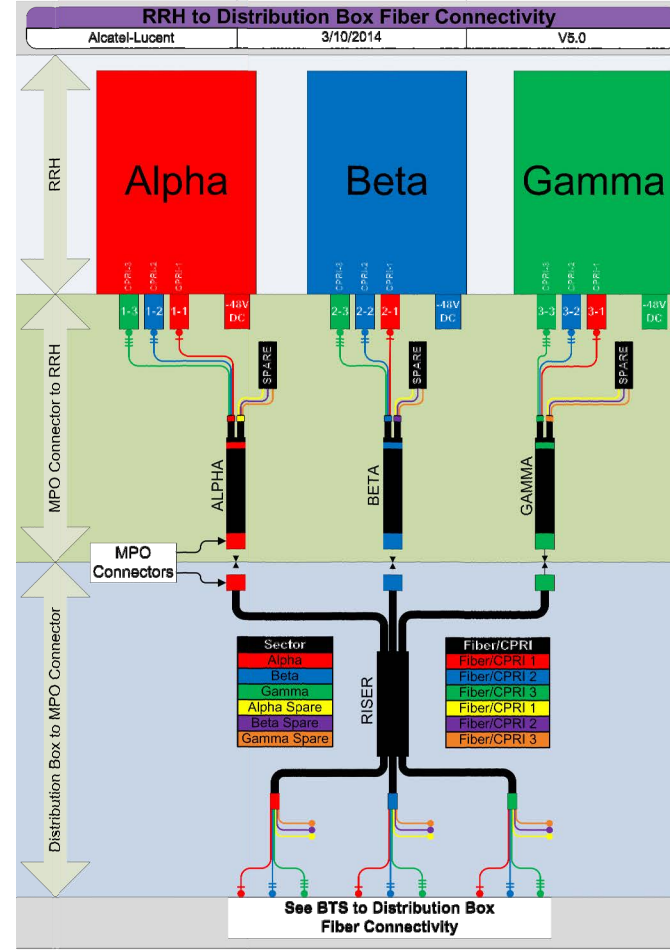 RRH to Distribution Box Fiber Connectivity
Alcatel-Lucent 3/10/2014 V5.0
RRH
Alpha Beta Gamma
CPRI-3 CPRI-2 CPRI-1 CPRI-3 CPRI-2 CPRI-1 CPRI-3 CPRI-2 CPRI-1
1-3 1-2 1-1 -48V DC 2-3 2-2 2-1 -48V DC 3-3 3-2 3-1 -48V DC
MPO Connector to RRH
SPARE SPARE SPARE
ALPHA BETA GAMMA
MPO
Connectors
Distribution Box to MPO Connector
Sector
Alpha
Beta
Gamma
Alpha Spare
Beta Spare
Gamma Spare
RISER
Fiber/CPRI
Fiber/CPRI 1
Fiber/CPRI 2
Fiber/CPRI 3
Fiber/CPRI 1
Fiber/CPRI 2
Fiber/CPRI 3
See BTS to Distribution Box
Fiber Connectivity